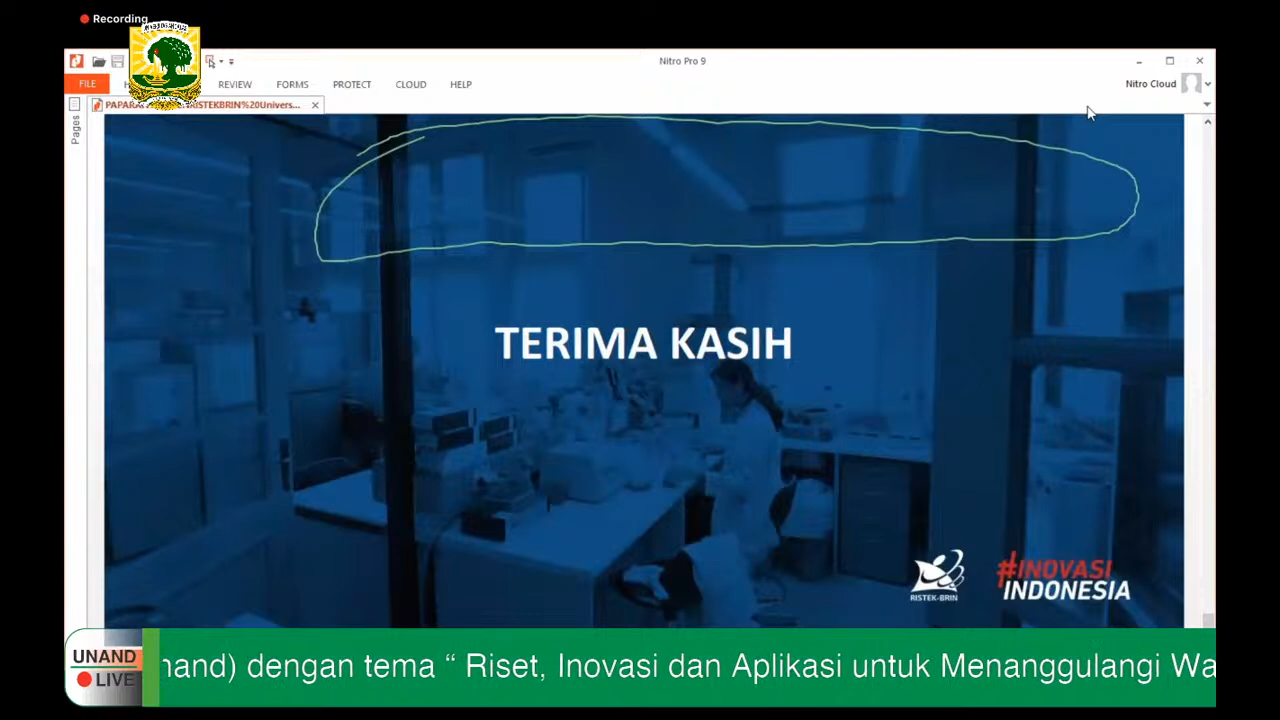 Recording
Nitro Pro 9
FILE
REVIEW
FORMS
PROTECT
CLOUD
HELP
Nitro Cloud
Pages
TERIMA KASIH
RISTEK-BRIN
#INOVASI
INDONESIA
UNAND
LIVE
nand) dengan tema “ Riset, Inovasi dan Aplikasi untuk Menanggulangi Wa